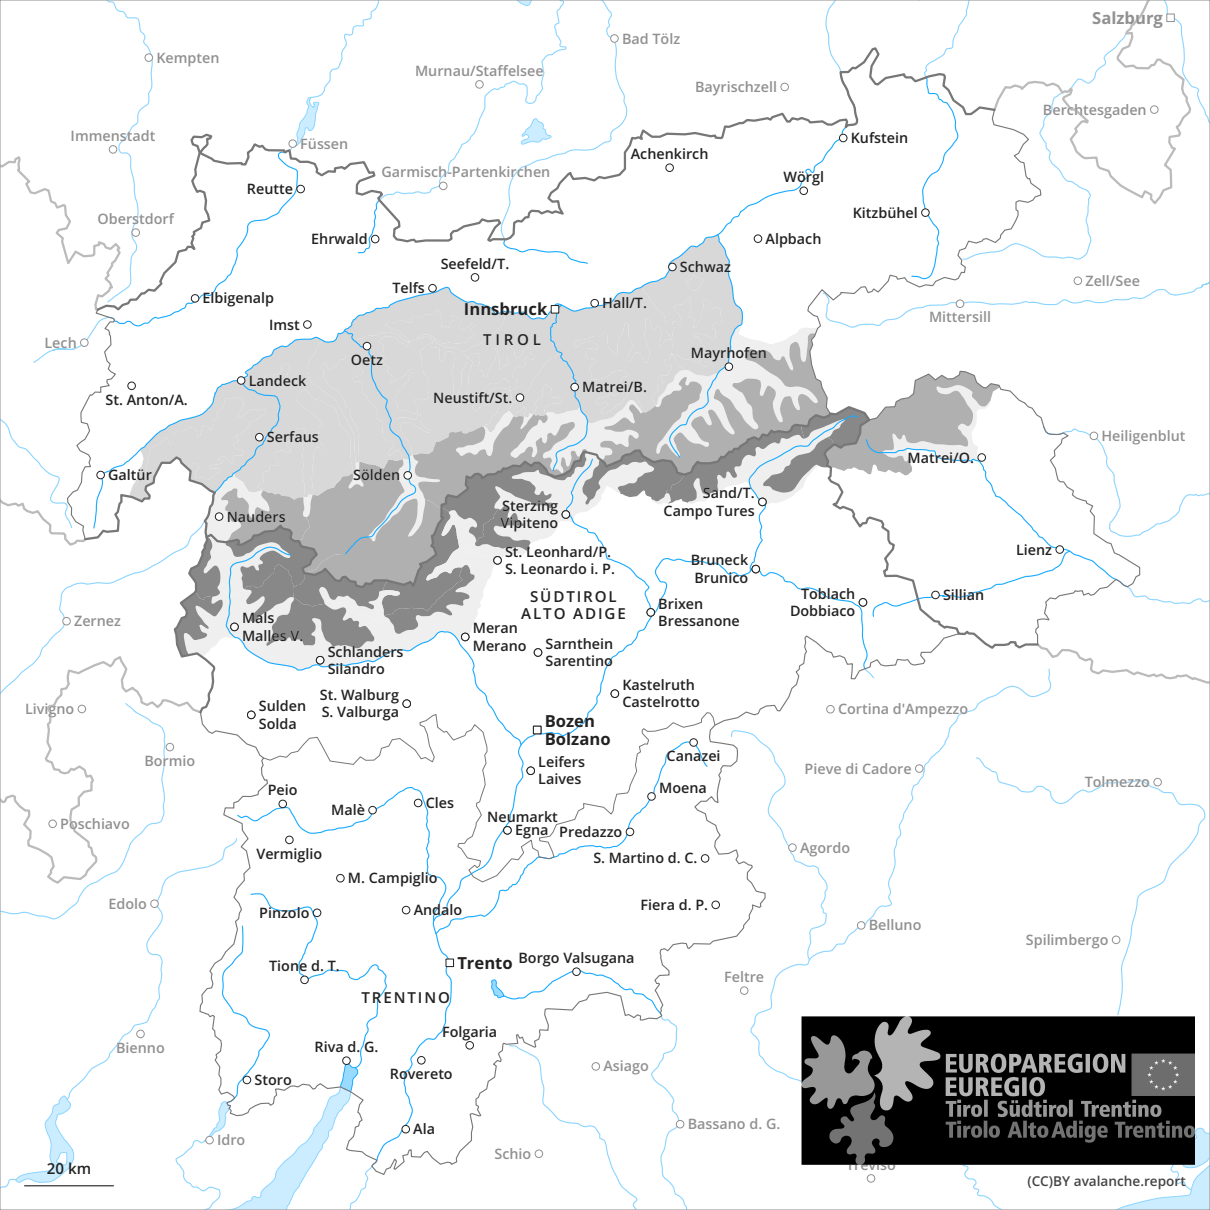 Salzburg
Bad Tölz
Kempten
Murnau/Staffelsee
Bayrischzell
Berchtesgaden
Immenstadt
Füssen
Kufstein
Achenkirch
Garmisch-Partenkirchen
Wörgl
Reutte
Oberstdorf
Kitzbühel
Ehrwald
Alpbach
Seefeld/T.
Schwaz
Zell/See
Telfs
Elbigenalp
Innsbruck
Hall/T.
Mittersill
Imst
TIROL
Lech
Oetz
Mayrhofen
Landeck
Matrei/B.
St. Anton/A.
Neustift/St.
Serfaus
Heiligenblut
Matrei/O.
Galtür
Sölden
Sand/T.
Campo Tures
Nauders
Sterzing
Vipiteno
St. Leonhard/P.
S. Leonardo i. P.
Lienz
Bruneck
Brunico
SÜDTIROL
ALTO ADIGE
Toblach
Dobbiaco
Sillian
Brixen
Bressanone
Zernez
Mals
Malles V.
Meran
Merano
Sarnthein
Sarentino
Schlanders
Silandro
Kastelruth
Castelrotto
St. Walburg
S. Valburga
Sulden
Solda
Livigno
Cortina d'Ampezzo
Bozen
Bolzano
Bormio
Canazei
Leifers
Laives
Pieve di Cadore
Tolmezzo
Peio
Moena
Malè
Cles
Neumarkt
Egna
Predazzo
Poschiavo
Vermiglio
Agordo
S. Martino d. C.
M. Campiglio
Edolo
Pinzolo
Andalo
Fiera d. P.
Belluno
Spilimbergo
Trento
Borgo Valsugana
Tione d. T.
Feltre
TRENTINO
Folgaria
Bienno
Riva d. G.
Rovereto
Asiago
Storo
EUROPAREGION
EUREGIO
Tirol Südtirol Trentino
Tirolo Alto Adige Trentino
Ala
Bassano d. G.
Idro
Schio
Treviso
20 km
(CC)BY avalanche.report